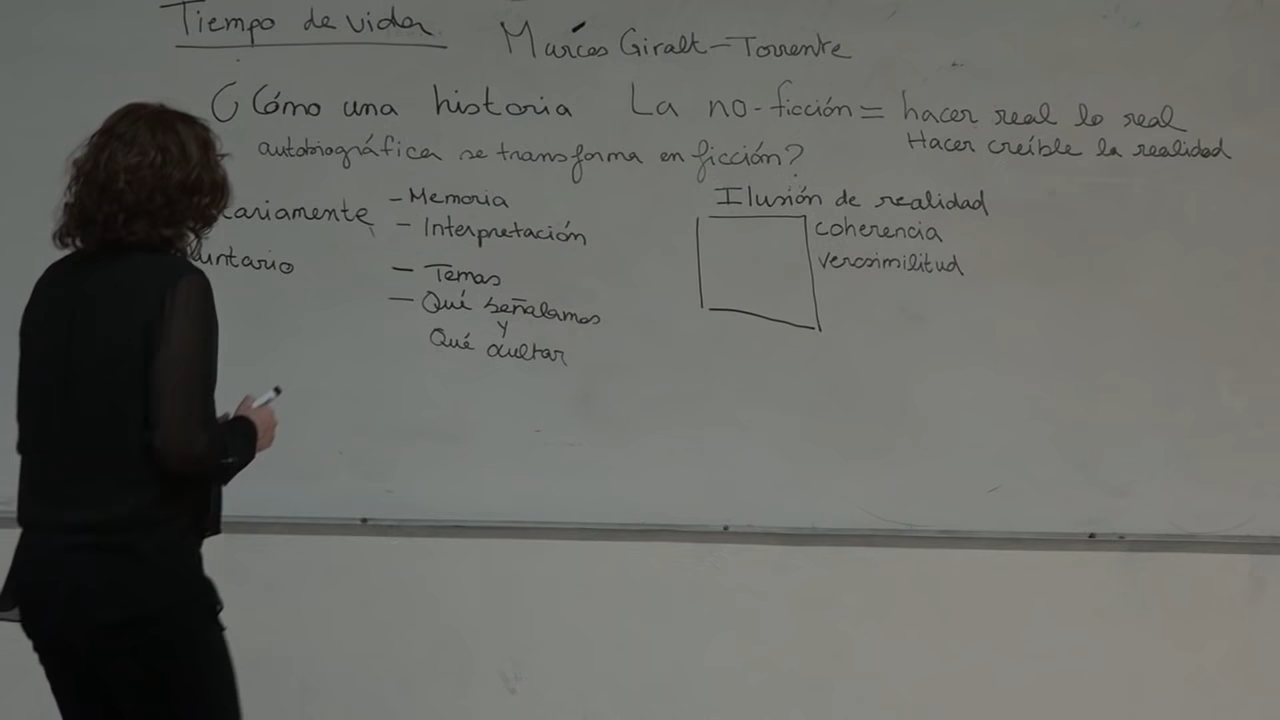 Tiempo de vida
Marcos Giralt-Torrente
¿Cómo una historia
autobiográfica se transforma en ficción?
La no-ficción = hacer real lo real
Hacer creíble la realidad
- Memoria
- Interpretación
- Temas
- Qué señalamos
y
Qué ocultar
Ilusión de realidad
coherencia
verosimilitud